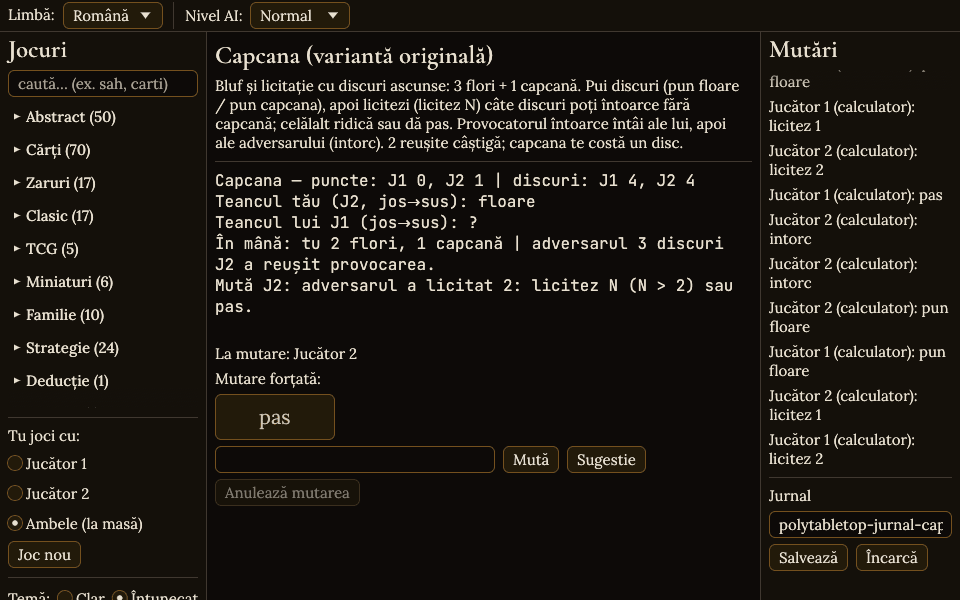 Limbă: Română ▼ Nivel AI: Normal ▼
Jocuri
caută... (ex. sah, carti)
▸ Abstract (50)
▸ Cărți (70)
▸ Zaruri (17)
▸ Clasic (17)
▸ TCG (5)
▸ Miniaturi (6)
▸ Familie (10)
▸ Strategie (24)
▸ Deducție (1)
Tu joci cu:
Jucător 1
Jucător 2
Ambele (la masă)
Joc nou
Temă: Clar Întunecat
Capcana (variantă originală)
Bluf și licitație cu discuri ascunse: 3 flori + 1 capcană. Pui discuri (pun floare
/ pun capcana), apoi licitezi (licitez N) câte discuri poți întoarce fără
capcană; celălalt ridică sau dă pas. Provocatorul întoarce întâi ale lui, apoi
ale adversarului (intorc). 2 reușite câștigă; capcana te costă un disc.
Capcana — puncte: J1 0, J2 1 | discuri: J1 4, J2 4
Teancul tău (J2, jos→sus): floare
Teancul lui J1 (jos→sus): ?
În mână: tu 2 flori, 1 capcană | adversarul 3 discuri
J2 a reușit provocarea.
Mută J2: adversarul a licitat 2: licitez N (N > 2) sau
pas.
La mutare: Jucător 2
Mutare forțată:
pas
Mută Sugestie
Anulează mutarea
Mutări
floare
Jucător 1 (calculator):
licitez 1
Jucător 2 (calculator):
licitez 2
Jucător 1 (calculator): pas
Jucător 2 (calculator):
intorc
Jucător 2 (calculator):
intorc
Jucător 2 (calculator): pun
floare
Jucător 1 (calculator): pun
floare
Jucător 2 (calculator):
licitez 1
Jucător 1 (calculator):
licitez 2
Jurnal
polytabletop-jurnal-cap
Salvează Încarcă